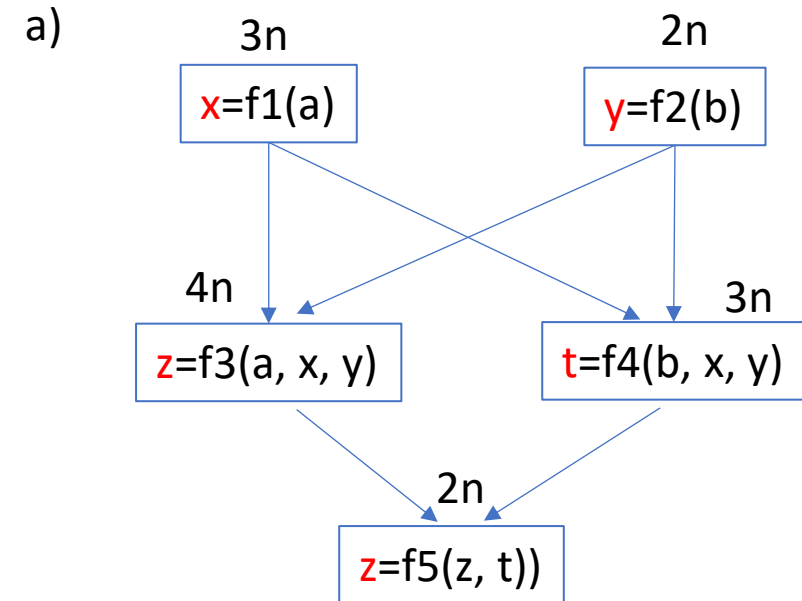 a)
3n
2n
x=f1(a)
y=f2(b)
4n
3n
z=f3(a, x, y)
t=f4(b, x, y)
2n
z=f5(z, t))